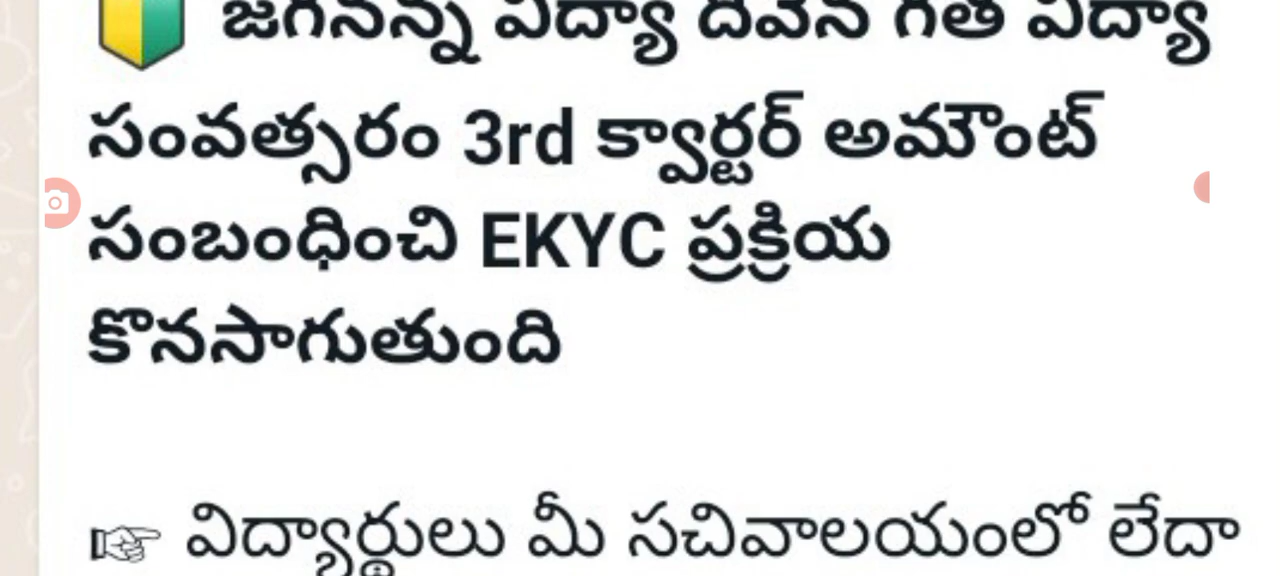 🔰 జగనన్న విద్యా దీవెన గత విద్యా
సంవత్సరం 3rd క్వార్టర్ అమౌంట్
సంబంధించి EKYC ప్రక్రియ
కొనసాగుతుంది
☞ విద్యార్థులు మీ సచివాలయంలో లేదా